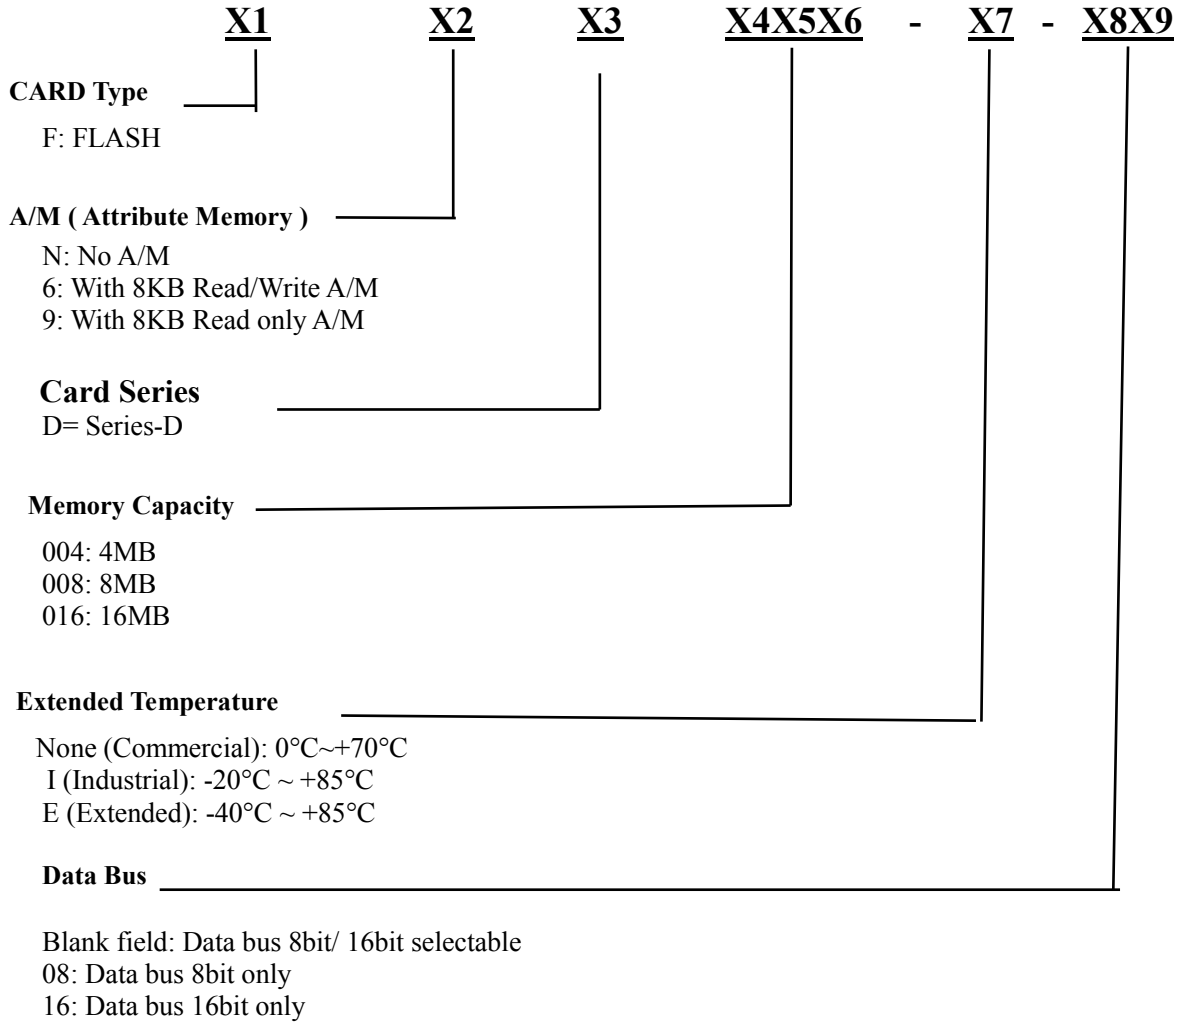 X1 X2 X3 X4X5X6 - X7 - X8X9
CARD Type
F: FLASH
A/M ( Attribute Memory )
N: No A/M
6: With 8KB Read/Write A/M
9: With 8KB Read only A/M
Card Series
D= Series-D
Memory Capacity
004: 4MB
008: 8MB
016: 16MB
Extended Temperature
None (Commercial): 0°C~+70°C
I (Industrial): -20°C ~ +85°C
E (Extended): -40°C ~ +85°C
Data Bus
Blank field: Data bus 8bit/ 16bit selectable
08: Data bus 8bit only
16: Data bus 16bit only